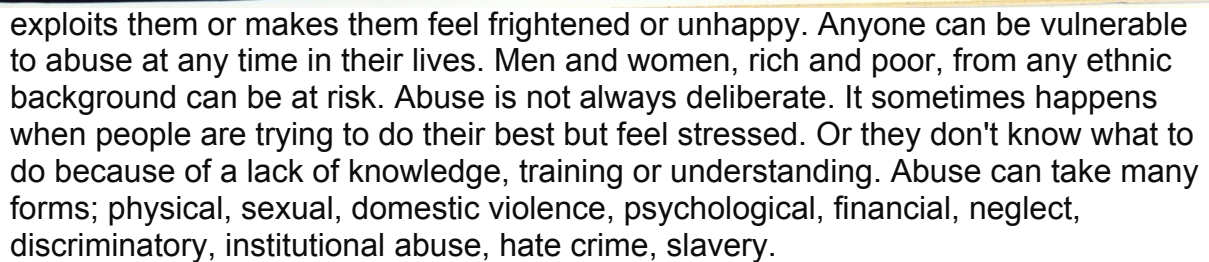 exploits them or makes them feel frightened or unhappy. Anyone can be vulnerable
to abuse at any time in their lives. Men and women, rich and poor, from any ethnic
background can be at risk. Abuse is not always deliberate. It sometimes happens
when people are trying to do their best but feel stressed. Or they don't know what to
do because of a lack of knowledge, training or understanding. Abuse can take many
forms; physical, sexual, domestic violence, psychological, financial, neglect,
discriminatory, institutional abuse, hate crime, slavery.